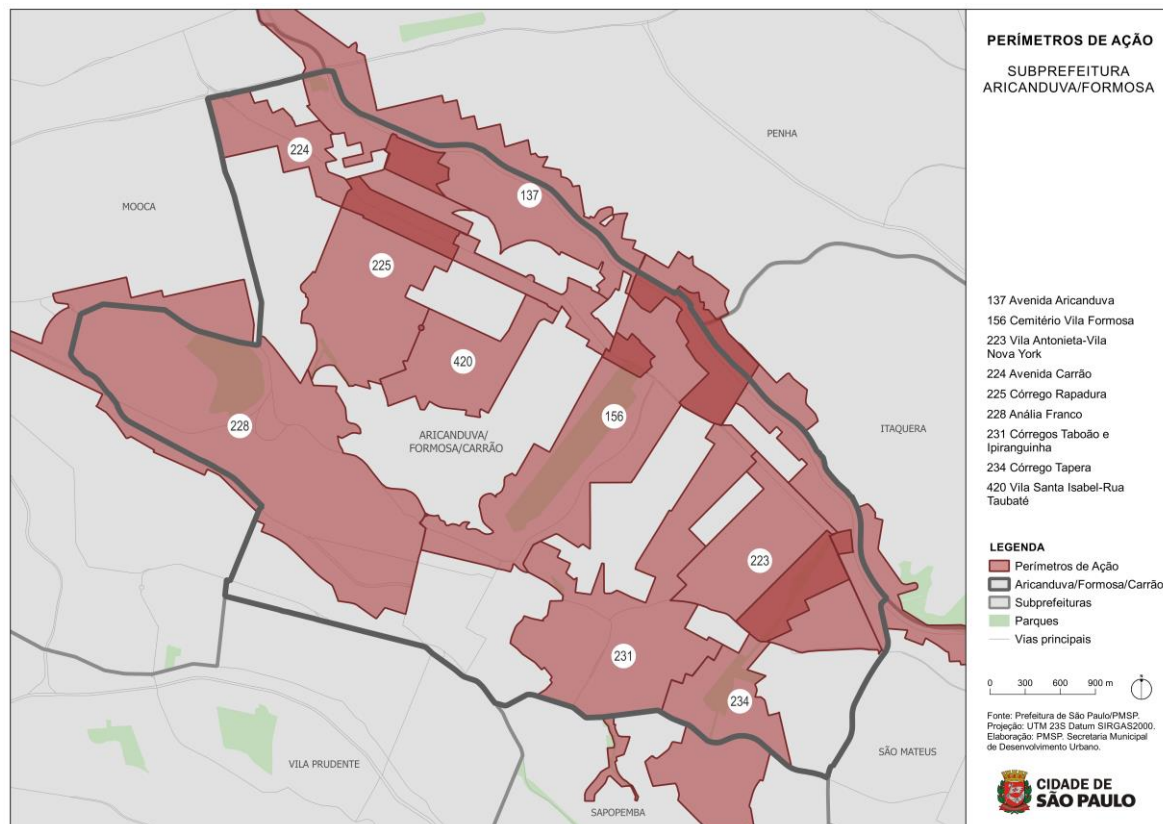 PERÍMETROS DE AÇÃO
SUBPREFEITURA
ARICANDUVA/FORMOSA
PENHA
MOOCA
224
137
225
420
228
156
ARICANDUVA/
FORMOSA/CARRÃO
ITAQUERA
223
231
234
SÃO MATEUS
VILA PRUDENTE
SAPOPEMBA
137 Avenida Aricanduva
156 Cemitério Vila Formosa
223 Vila Antonieta-Vila
Nova York
224 Avenida Carrão
225 Córrego Rapadura
228 Anália Franco
231 Córregos Taboão e
Ipiranguinha
234 Córrego Tapera
420 Vila Santa Isabel-Rua
Taubaté
LEGENDA
Perímetros de Ação
Aricanduva/Formosa/Carrão
Subprefeituras
Parques
Vias principais
0 300 600 900 m
Fonte: Prefeitura de São Paulo/PMSP.
Projeção: UTM 23S Datum SIRGAS2000.
Elaboração: PMSP. Secretaria Municipal
de Desenvolvimento Urbano.
CIDADE DE
SÃO PAULO